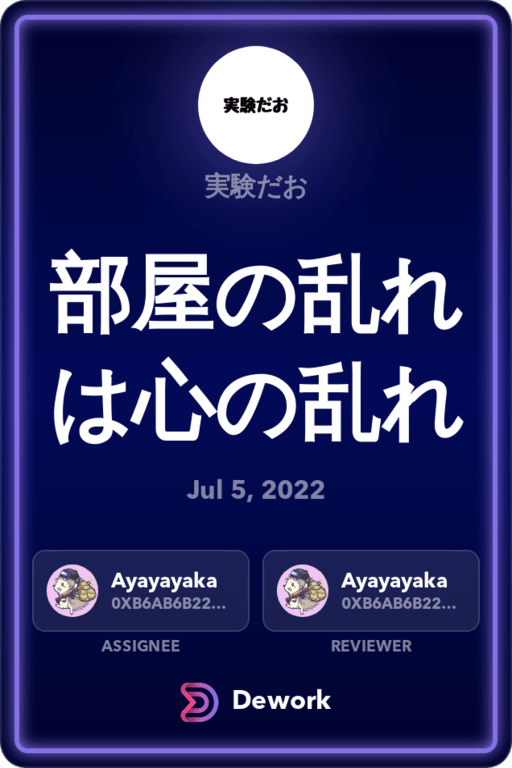 実験だお
実験だお
部屋の乱れ
は心の乱れ
Jul 5, 2022
Ayayayaka
0XB6AB6B22...
ASSIGNEE
Ayayayaka
0XB6AB6B22...
REVIEWER
Dework